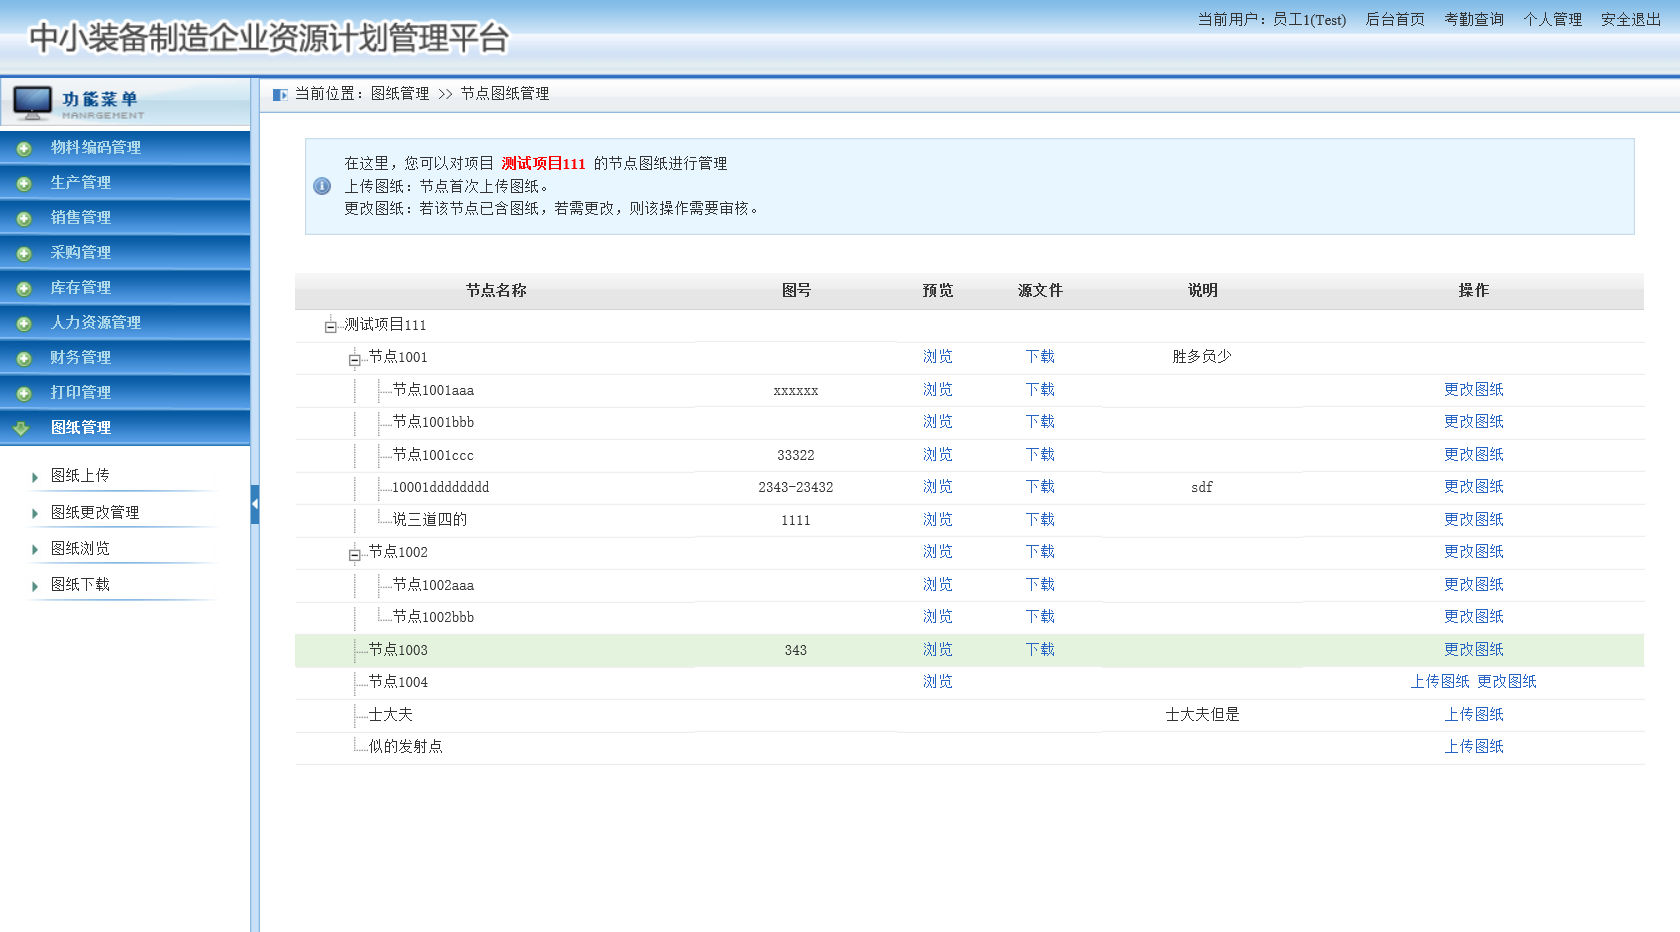 当前用户：员工1(Test) 后台首页 考勤查询 个人管理 安全退出
中小装备制造企业资源计划管理平台
功能菜单
MANRGEMENT
当前位置：图纸管理 >> 节点图纸管理
物料编码管理
生产管理
销售管理
采购管理
库存管理
人力资源管理
财务管理
打印管理
图纸管理
图纸上传
图纸更改管理
图纸浏览
图纸下载
在这里，您可以对项目 测试项目111 的节点图纸进行管理
上传图纸：节点首次上传图纸。
更改图纸：若该节点已含图纸，若需更改，则该操作需要审核。
节点名称 图号 预览 源文件 说明 操作
测试项目111
节点1001 浏览 下载 胜多负少
节点1001aaa xxxxxx 浏览 下载 更改图纸
节点1001bbb 浏览 下载 更改图纸
节点1001ccc 33322 浏览 下载 更改图纸
10001dddddddd 2343-23432 浏览 下载 sdf 更改图纸
说三道四的 1111 浏览 下载 更改图纸
节点1002 浏览 下载 更改图纸
节点1002aaa 浏览 下载 更改图纸
节点1002bbb 浏览 下载 更改图纸
节点1003 343 浏览 下载 更改图纸
节点1004 浏览 上传图纸 更改图纸
士大夫 士大夫但是 上传图纸
似的发射点 上传图纸